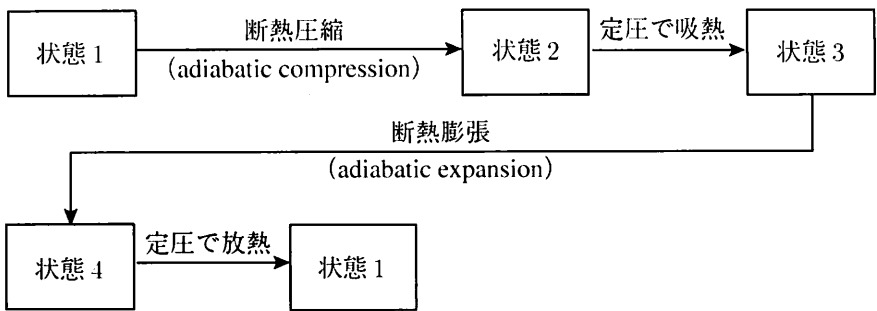 状態 1
断熱圧縮
(adiabatic compression)
状態 2
定圧で吸熱
状態 3
断熱膨張
(adiabatic expansion)
状態 4
定圧で放熱
状態 1